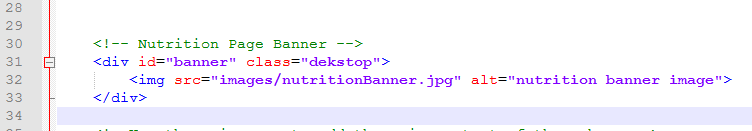 28
29
30 <!-- Nutrition Page Banner -->
31 <div id="banner" class="dekstop">
32 <img src="images/nutritionBanner.jpg" alt="nutrition banner image">
33 </div>
34